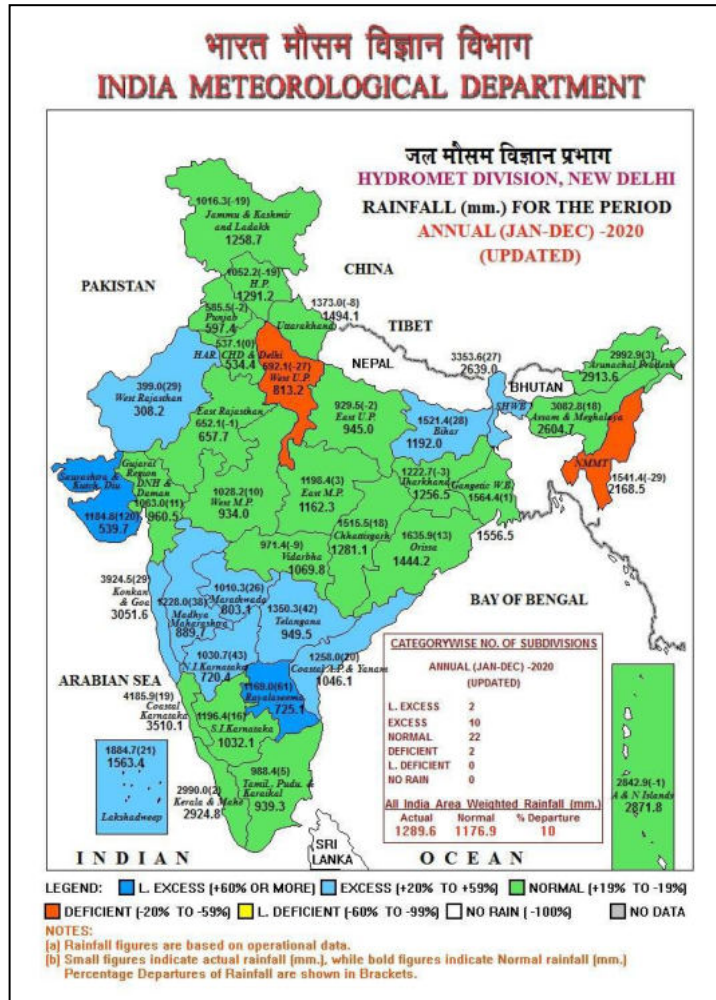 भारत मौसम विज्ञान विभाग
INDIA METEOROLOGICAL DEPARTMENT
जल मौसम विज्ञान प्रभाग
HYDROMET DIVISION, NEW DELHI
RAINFALL (mm.) FOR THE PERIOD
ANNUAL (JAN-DEC) -2020
(UPDATED)
1016.3(-19)
Jammu & Kashmir
and Ladakh
1258.7
CHINA
PAKISTAN
1052.2(-19)
H.P.
1291.2
585.5(-2)
Punjab
597.4
1373.0(-8)
1494.1
Uttarakhand
TIBET
NEPAL
537.1(0)
HAR. CHD & Delhi
534.4
592.1(-27)
West U.P.
813.2
3353.6(27)
2639.0
SHWB
BHUTAN
2992.9(3)
Arunachal Pradesh
2913.6
399.0(29)
West Rajasthan
308.2
East Rajasthan
652.1(-1)
657.7
929.5(-2)
East U.P.
945.0
1521.4(28)
Bihar
1192.0
3082.8(18)
Assam & Meghalaya
2604.7
NMMT
1541.4(-29)
2168.5
Saurashtra &
Kutch, Diu
1184.8(120)
539.7
Gujarat
Region
DNH &
Daman
1063.0(11)
960.5
1028.2(10)
West M.P.
934.0
1198.4(3)
East M.P.
1162.3
1222.7(-3)
Jharkhand
1256.5
Gangetic W.B.
1564.4(1)
1556.5
1515.5(18)
Chhattisgarh
1281.1
1635.9(13)
Orissa
1444.2
971.4(-9)
Vidarbha
1069.8
3924.5(29)
Konkan
& Goa
3051.6
1228.0(38)
Madhya
Maharashtra
889.7
1010.3(26)
Marathwada
803.1
1350.3(42)
Telangana
949.5
BAY OF BENGAL
1030.7(43)
N.I.Karnataka
720.4
1258.0(20)
Coastal A.P.& Yanam
1046.1
1169.0(61)
Rayalaseema
725.1
ARABIAN SEA
4185.9(19)
Coastal
Karnataka
3510.1
1196.4(16)
S.I.Karnataka
1032.1
1884.7(21)
1563.4
Lakshadweep
2990.0(2)
Kerala & Mahe
2924.8
988.4(5)
Tamil. Pudu. &
Karaikal
939.3
2842.9(-1)
A & N Islands
2871.8
CATEGORYWISE NO. OF SUBDIVISIONS
ANNUAL (JAN-DEC) -2020
(UPDATED)
L. EXCESS 2
EXCESS 10
NORMAL 22
DEFICIENT 2
L. DEFICIENT 0
NO RAIN 0
All India Area Weighted Rainfall (mm.)
Actual Normal % Departure
1289.6 1176.9 10
SRI
LANKA
INDIAN OCEAN
LEGEND: L. EXCESS (+60% OR MORE) EXCESS (+20% TO +59%) NORMAL (+19% TO -19%)
DEFICIENT (-20% TO -59%) L. DEFICIENT (-60% TO -99%) NO RAIN (-100%) NO DATA
NOTES:
(a) Rainfall figures are based on operational data.
(b) Small figures indicate actual rainfall (mm.), while bold figures indicate Normal rainfall (mm.)
Percentage Departures of Rainfall are shown in Brackets.